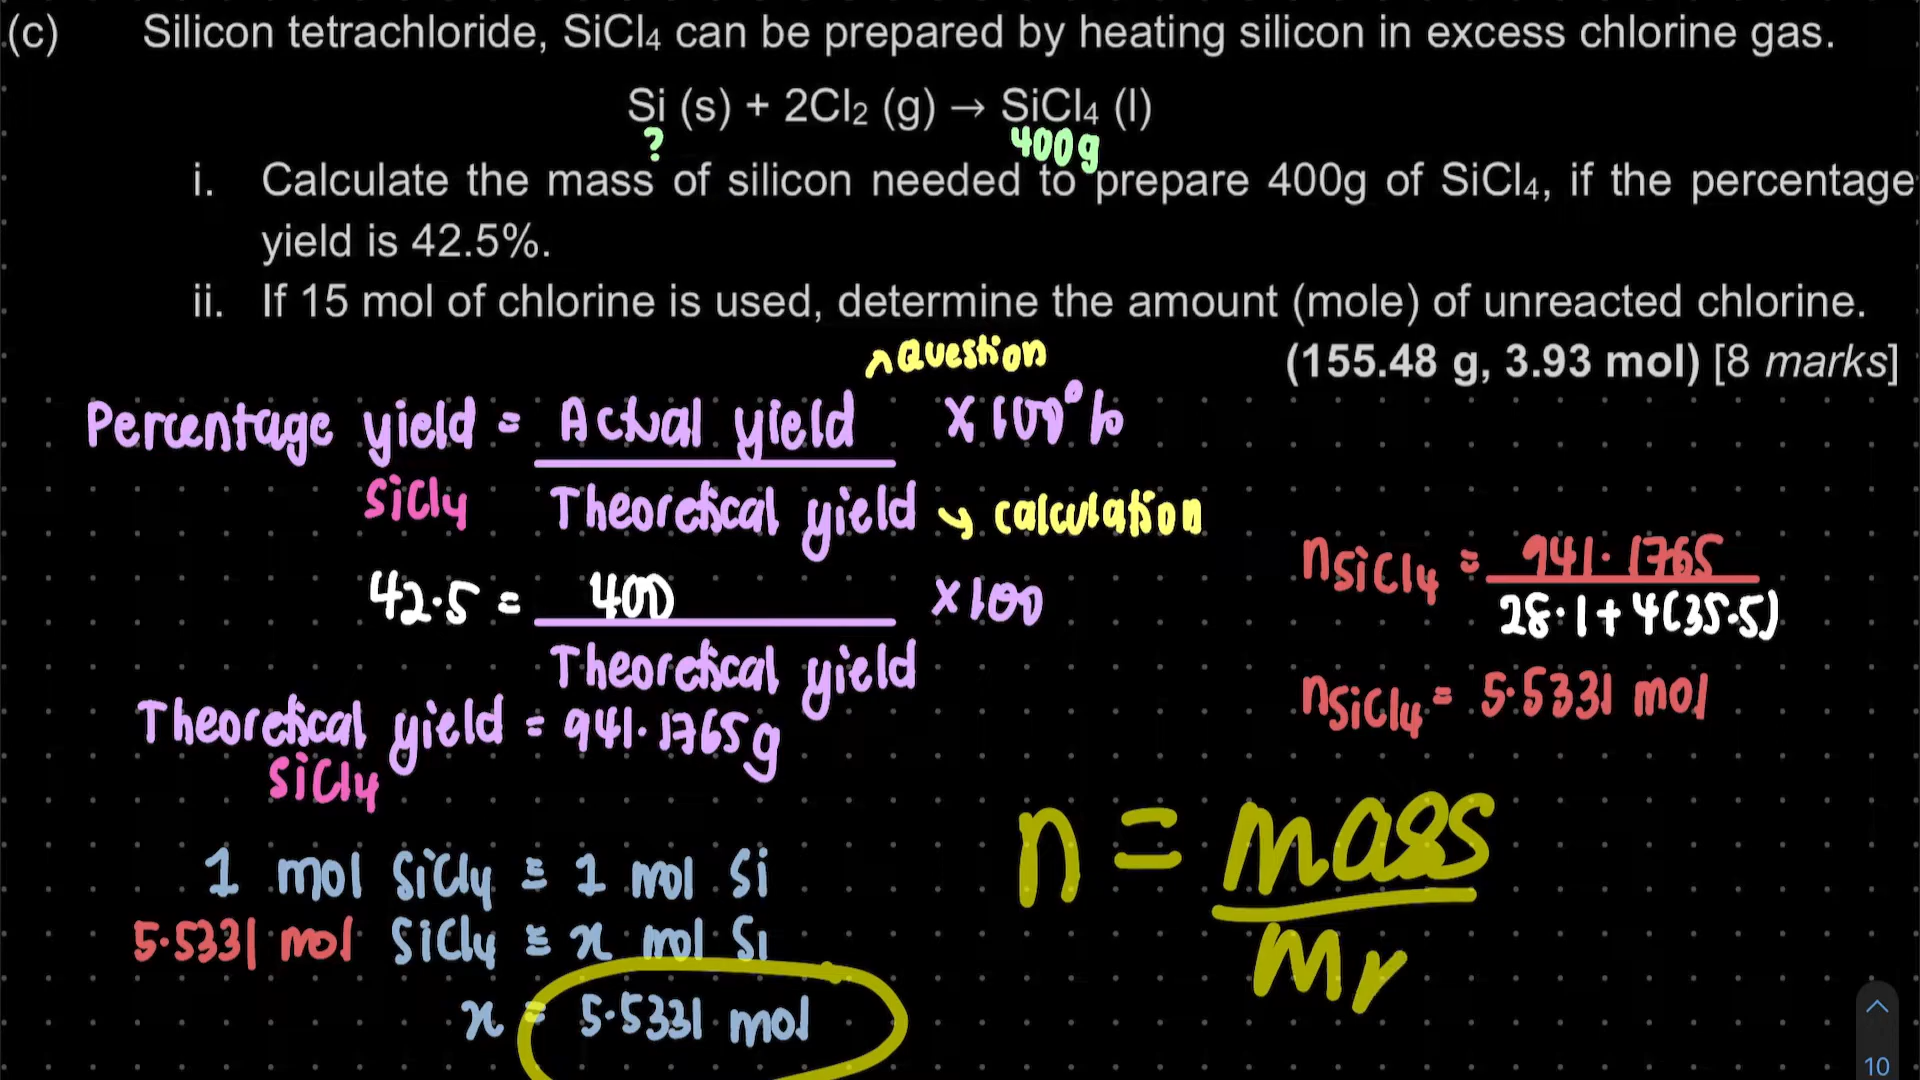 (c) Silicon tetrachloride, SiCl4 can be prepared by heating silicon in excess chlorine gas.
Si (s) + 2Cl2 (g) → SiCl4 (l)
? 400g
i. Calculate the mass of silicon needed to prepare 400g of SiCl4, if the percentage
yield is 42.5%.
ii. If 15 mol of chlorine is used, determine the amount (mole) of unreacted chlorine.
(155.48 g, 3.93 mol) [8 marks]
Question
Percentage yield = Actual yield x 100%
SiCl4 Theoretical yield ↘ calculation
42.5 = 400 x 100
Theoretical yield
Theoretical yield = 941.1765g
SiCl4
nSiCl4 = 941.1765
28.1 + 4(35.5)
nSiCl4 = 5.5331 mol
1 mol SiCl4 ≡ 1 mol Si
5.5331 mol SiCl4 ≡ x mol Si
x = 5.5331 mol
n = mass
Mr
10